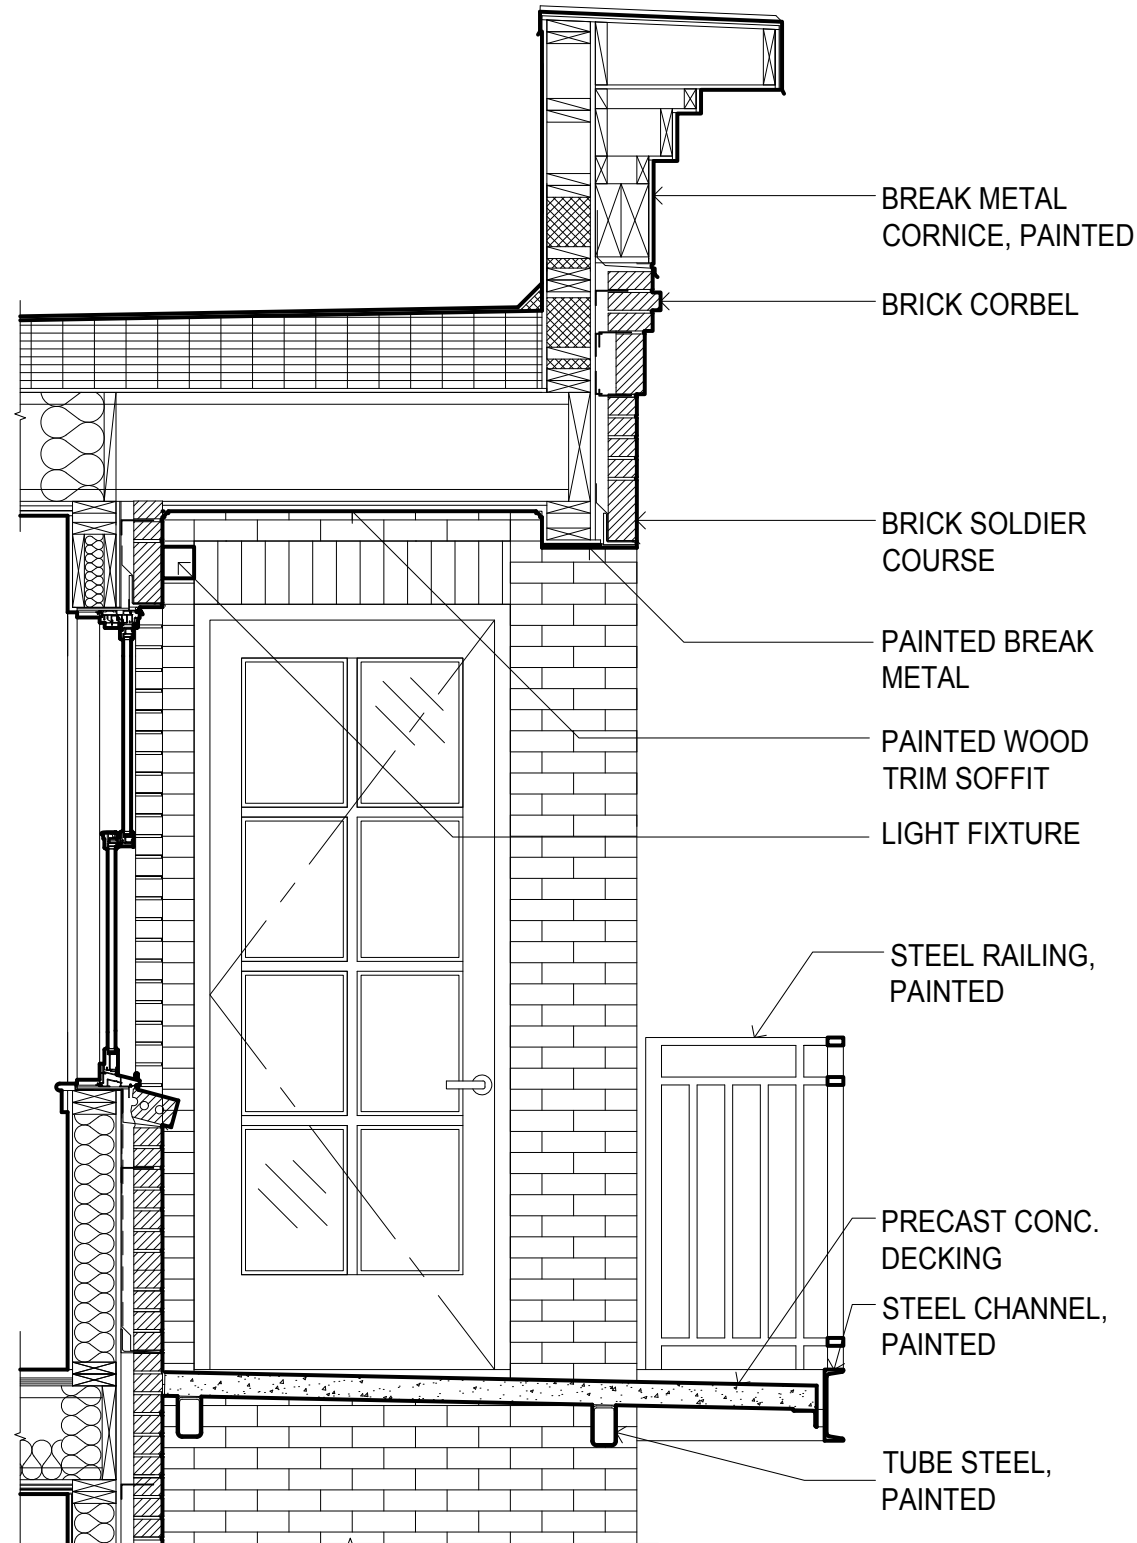 BREAK METAL
CORNICE, PAINTED
BRICK CORBEL
BRICK SOLDIER
COURSE
PAINTED BREAK
METAL
PAINTED WOOD
TRIM SOFFIT
LIGHT FIXTURE
STEEL RAILING,
PAINTED
PRECAST CONC.
DECKING
STEEL CHANNEL,
PAINTED
TUBE STEEL,
PAINTED